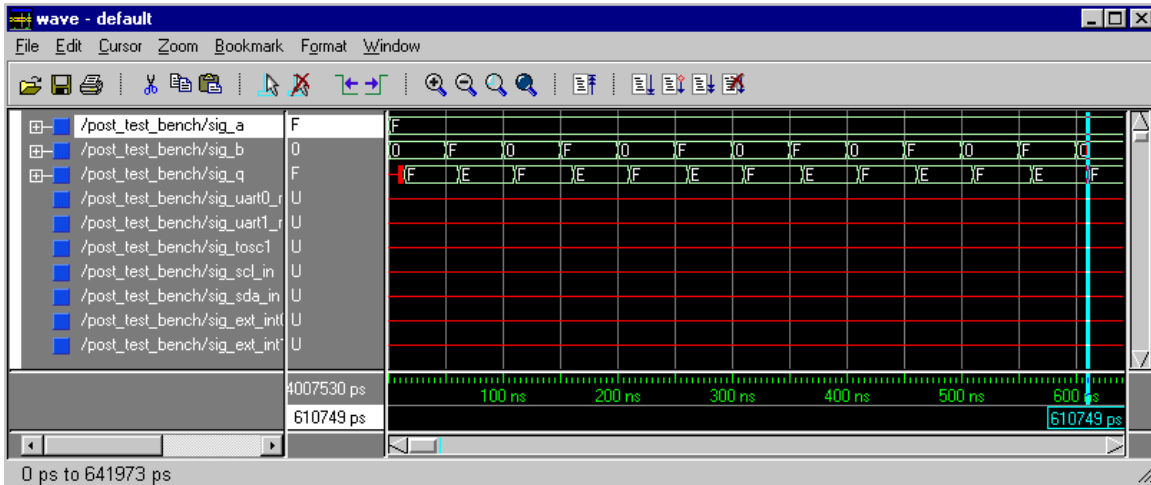 wave - default
File Edit Cursor Zoom Bookmark Format Window
/post_test_bench/sig_a F F
/post_test_bench/sig_b 0 0 F 0 F 0 F 0 F 0 F 0 F 0
/post_test_bench/sig_q F F E F E F E F E F E F E F
/post_test_bench/sig_uart0_r U
/post_test_bench/sig_uart1_r U
/post_test_bench/sig_tosc1 U
/post_test_bench/sig_scl_in U
/post_test_bench/sig_sda_in U
/post_test_bench/sig_ext_int0 U
/post_test_bench/sig_ext_int1 U
4007530 ps 100 ns 200 ns 300 ns 400 ns 500 ns 600 ns
610749 ps 610749 ps
0 ps to 641973 ps